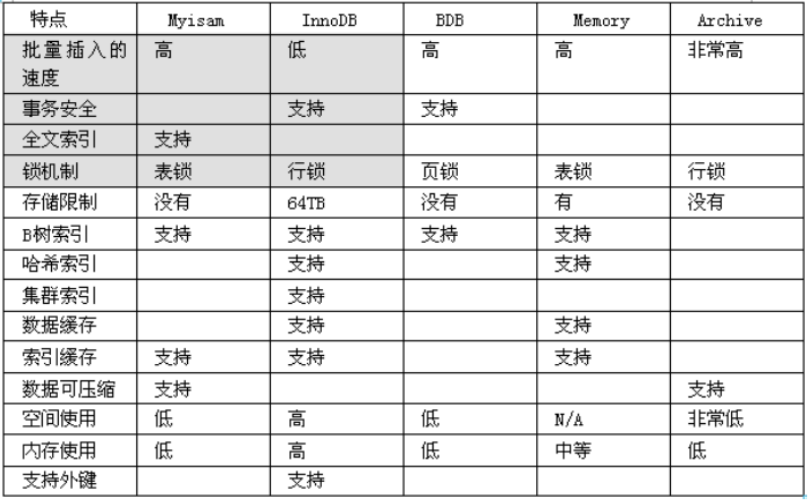 特点 Myisam InnoDB BDB Memory Archive
批量插入的 高 低 高 高 非常高
速度
事务安全 支持 支持
全文索引 支持
锁机制 表锁 行锁 页锁 表锁 行锁
存储限制 没有 64TB 没有 有 没有
B树索引 支持 支持 支持 支持
哈希索引 支持 支持
集群索引 支持
数据缓存 支持 支持
索引缓存 支持 支持 支持
数据可压缩 支持 支持
空间使用 低 高 低 N/A 非常低
内存使用 低 高 低 中等 低
支持外键 支持